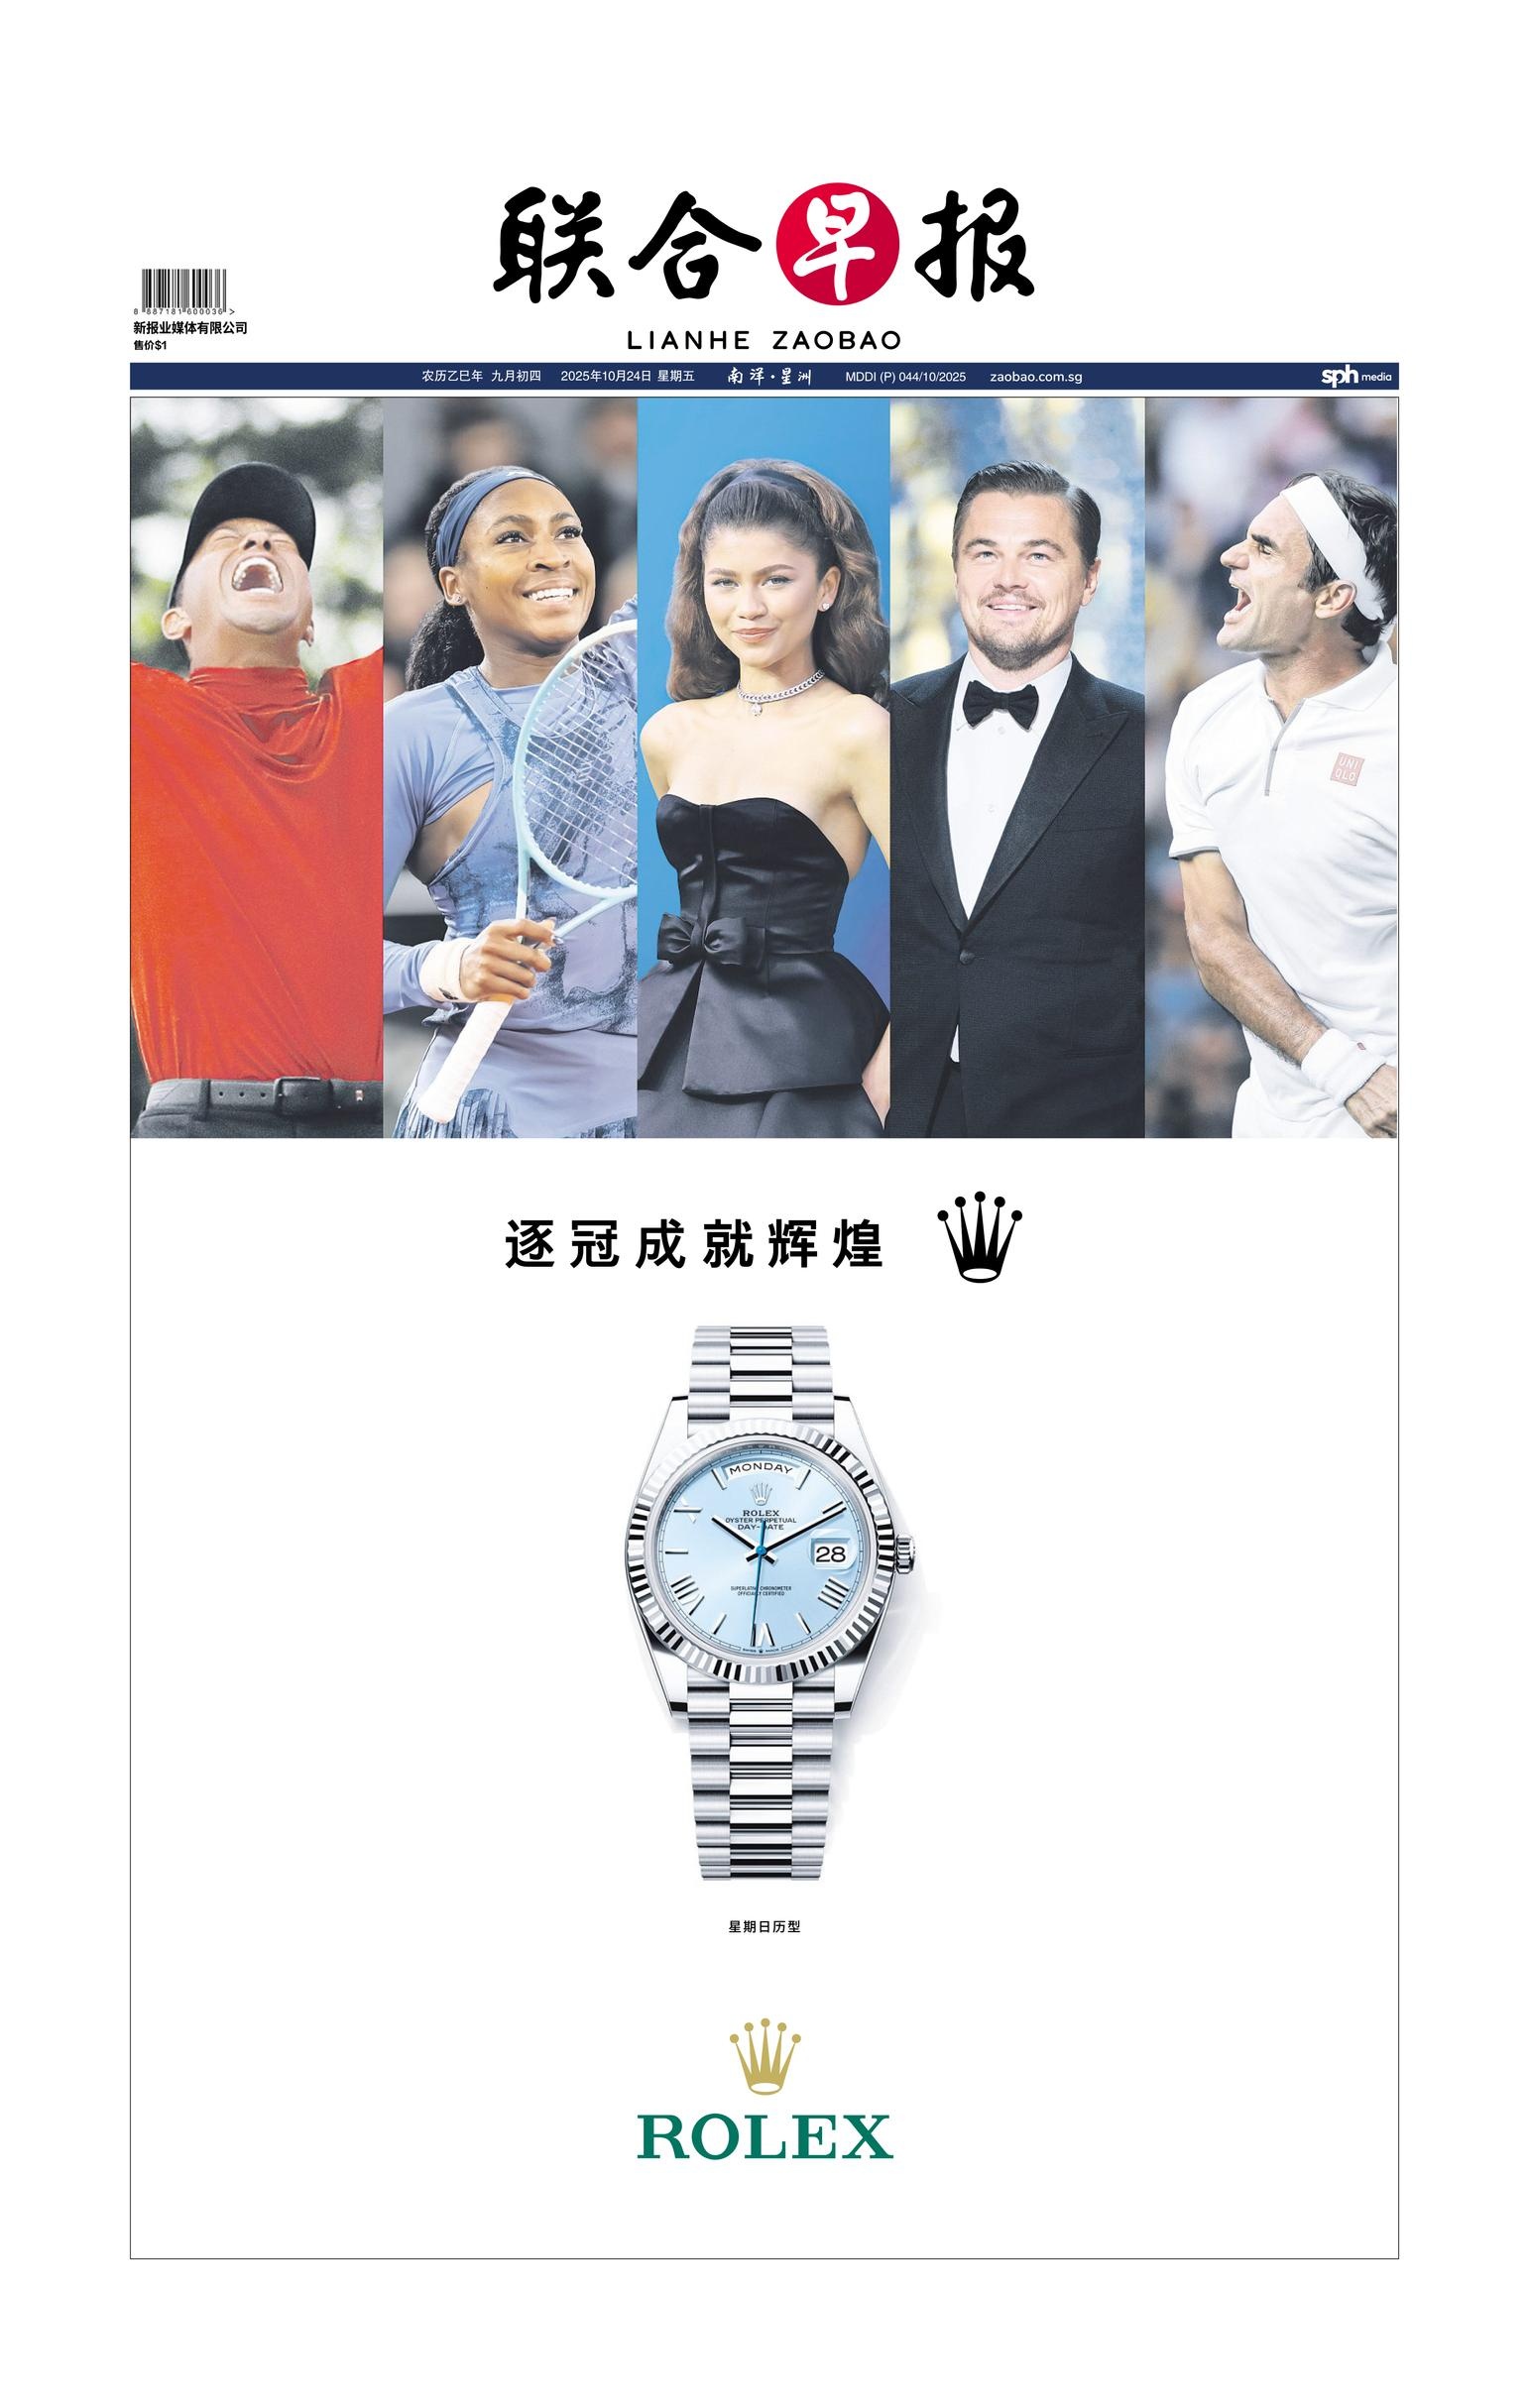 联合早报
LIANHE ZAOBAO
8 887181 600036 >
新报业媒体有限公司
售价$1
农历乙巳年 九月初四 2025年10月24日 星期五 南洋·星洲 MDDI (P) 044/10/2025 zaobao.com.sg sph media
UNI
QLO
逐冠成就辉煌
MONDAY
ROLEX
OYSTER PERPETUAL
DAY-DATE
28
SUPERLATIVE CHRONOMETER
OFFICIALLY CERTIFIED
SWISS MADE
星期日历型
ROLEX